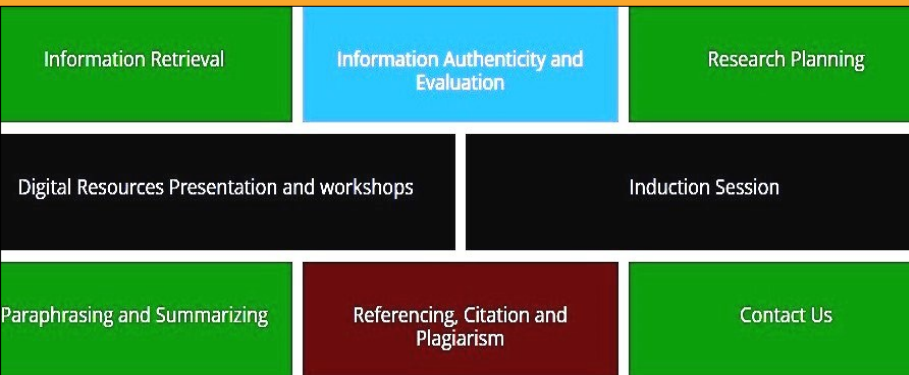 Information Retrieval
Information Authenticity and
Evaluation
Research Planning
Digital Resources Presentation and workshops
Induction Session
Paraphrasing and Summarizing
Referencing, Citation and
Plagiarism
Contact Us